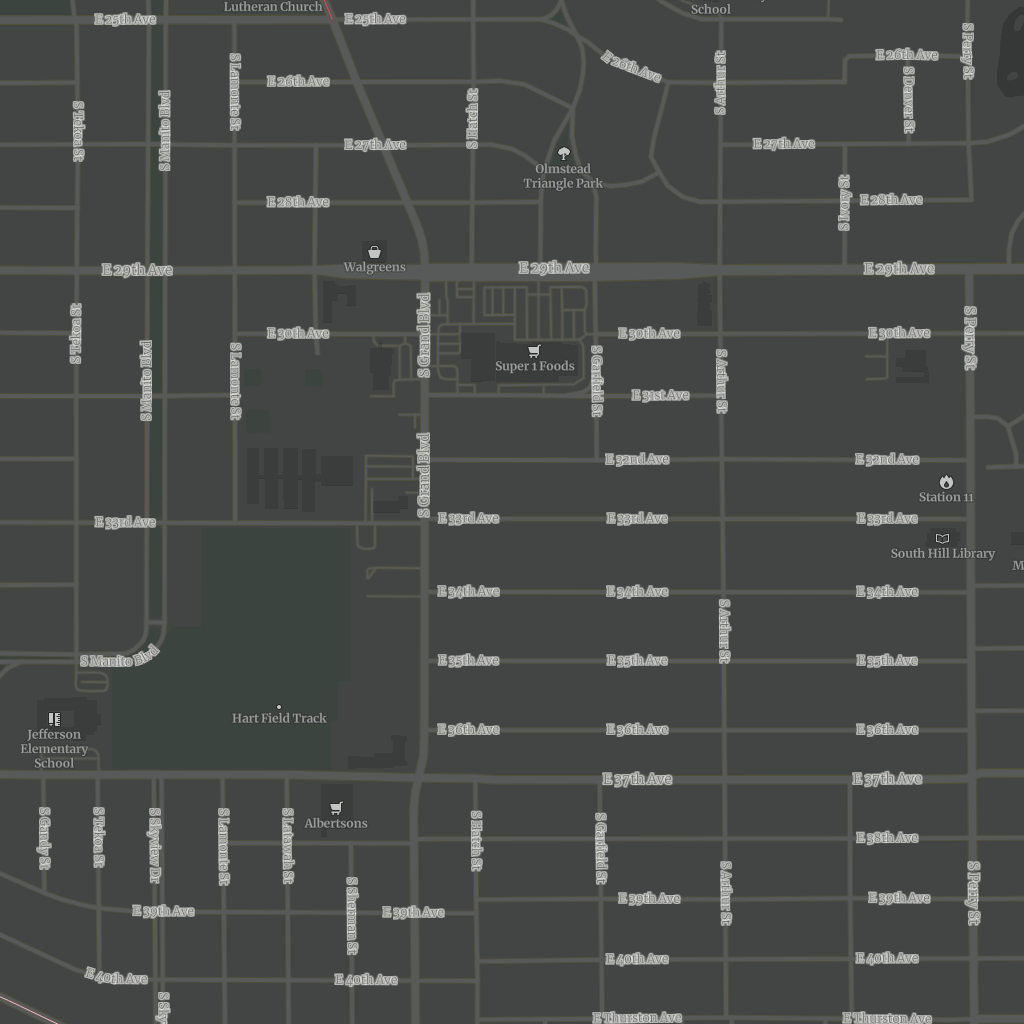 Lutheran Church
School
E 25th Ave
E 25th Ave
E 26th Ave
E 26th Ave
E 26th Ave
S Perry St
S Lamonte St
S Arthur St
S Denver St
S Tekoa St
S Manito Blvd
S Hatch St
E 27th Ave
E 27th Ave
Olmstead
Triangle Park
S Ivory St
E 28th Ave
E 28th Ave
Walgreens
E 29th Ave
E 29th Ave
E 29th Ave
S Tekoa St
S Grand Blvd
E 30th Ave
E 30th Ave
E 30th Ave
S Perry St
S Manito Blvd
S Lamonte St
Super 1 Foods
S Garfield St
S Arthur St
E 31st Ave
S Grand Blvd
E 32nd Ave
E 32nd Ave
Station 11
E 33rd Ave
E 33rd Ave
E 33rd Ave
E 33rd Ave
South Hill Library
M
E 34th Ave
E 34th Ave
E 34th Ave
S Arthur St
S Manito Blvd
E 35th Ave
E 35th Ave
E 35th Ave
Hart Field Track
Jefferson
Elementary
School
E 36th Ave
E 36th Ave
E 36th Ave
E 37th Ave
E 37th Ave
Albertsons
S Gandy St
S Tekoa St
S Skyview Dr
S Lamonte St
S Latawah St
S Hatch St
S Garfield St
E 38th Ave
S Sherman St
S Arthur St
S Perry St
E 39th Ave
E 39th Ave
E 39th Ave
E 39th Ave
E 40th Ave
E 40th Ave
E 40th Ave
E 40th Ave
S Sky
E Thurston Ave
E Thurston Ave